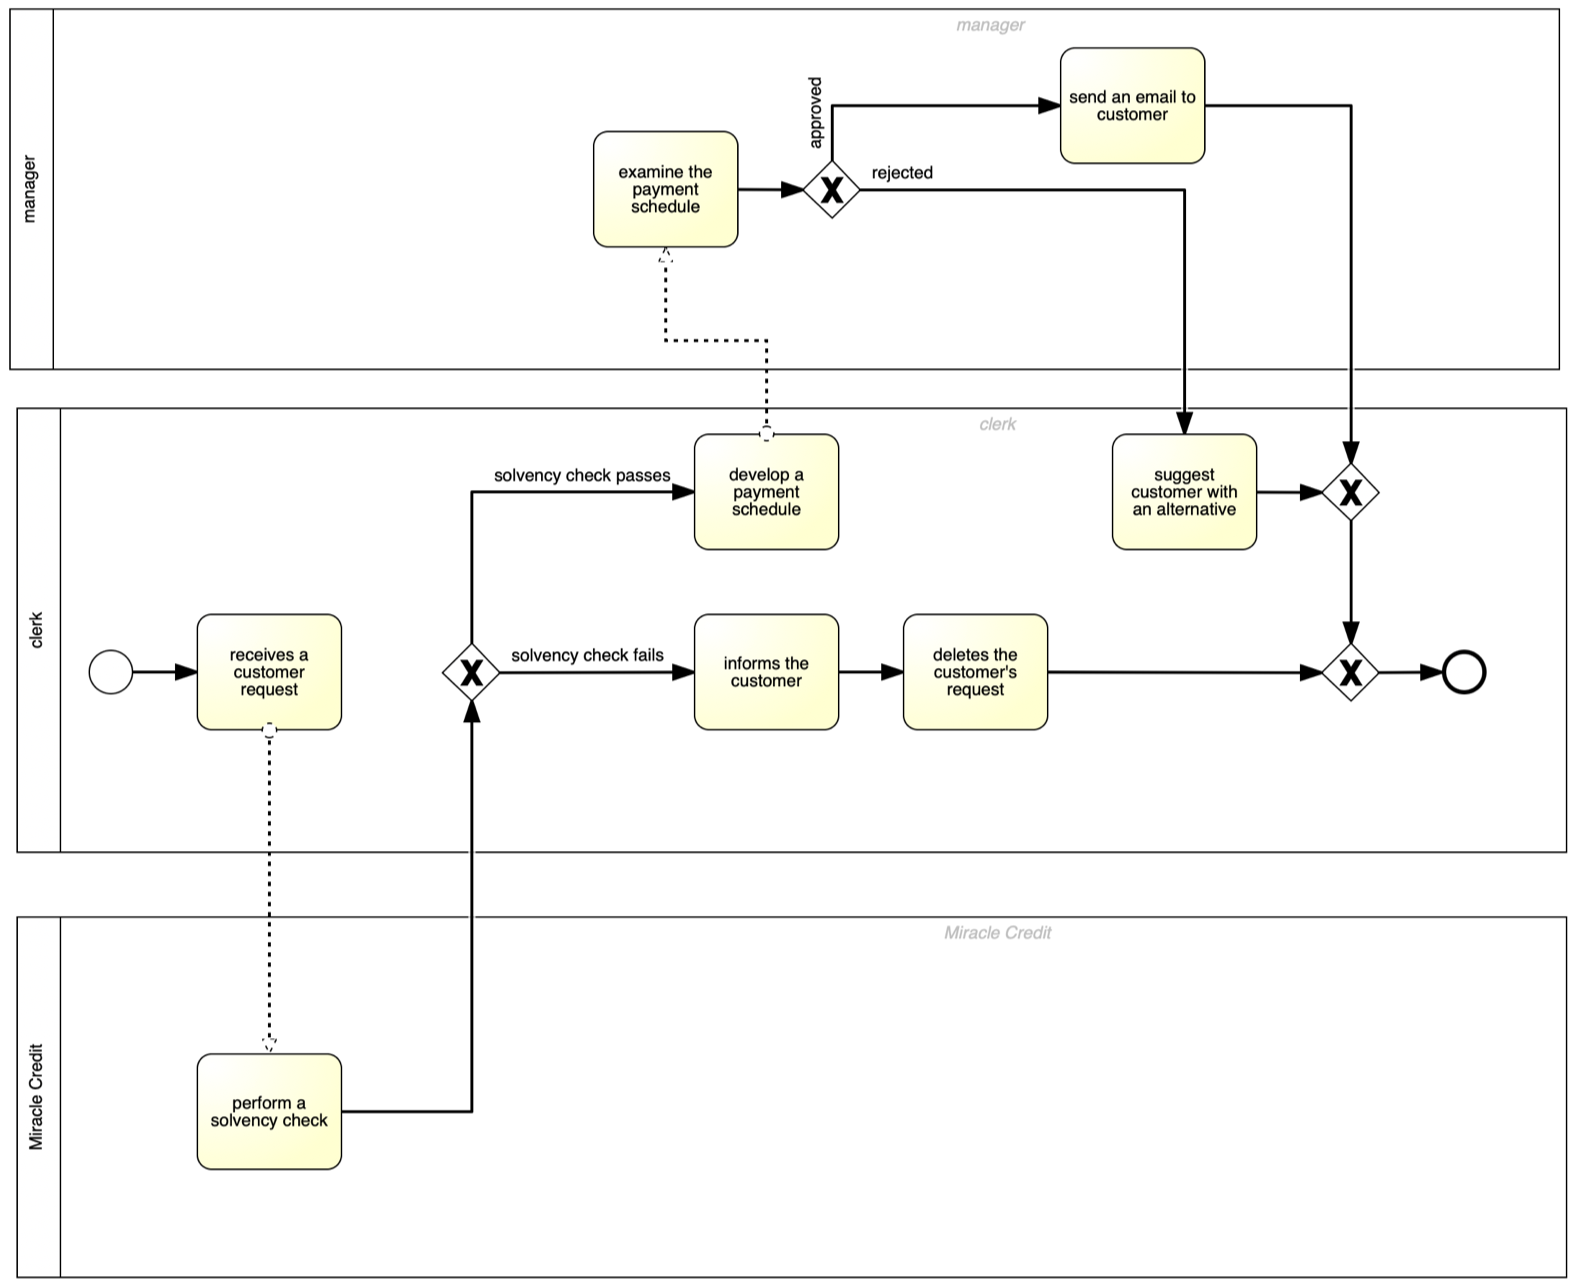 manager
manager
approved
send an email to
customer
examine the
payment
schedule
rejected
clerk
clerk
solvency check passes
develop a
payment
schedule
suggest
customer with
an alternative
receives a
customer
request
solvency check fails
informs the
customer
deletes the
customer's
request
Miracle Credit
Miracle Credit
perform a
solvency check